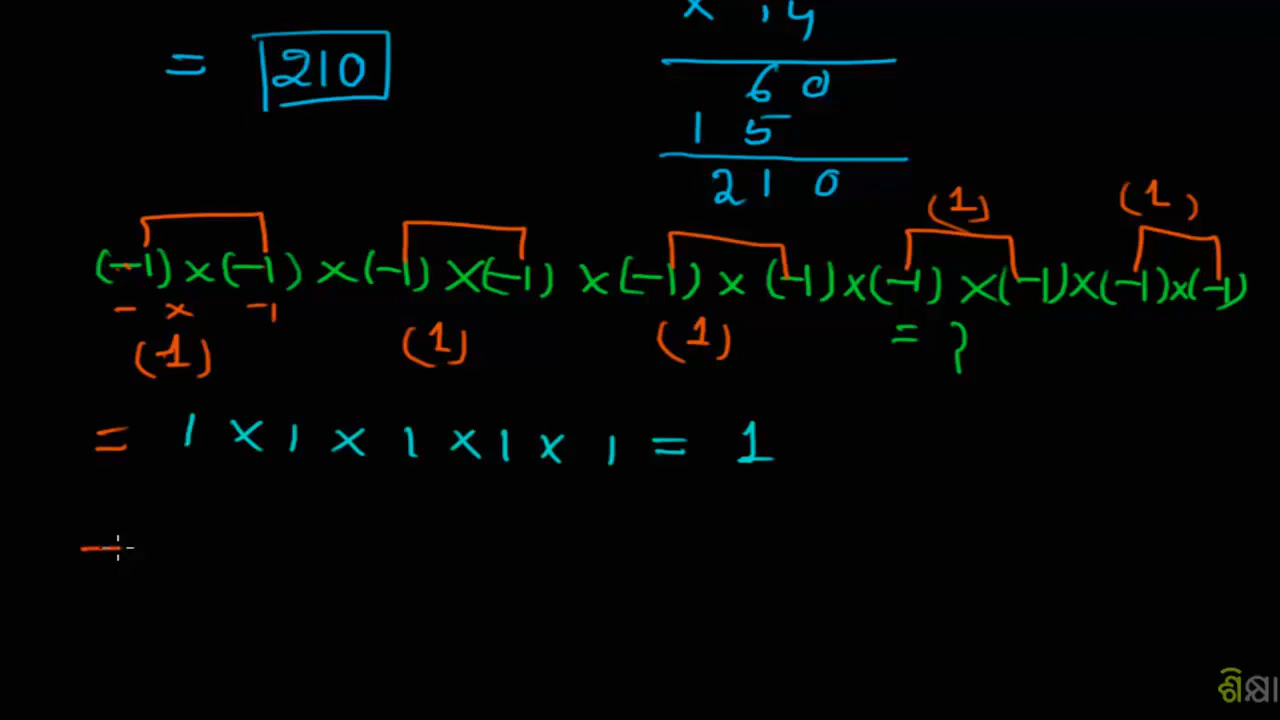 × 14
= 210
60
15
210
(1) (1)
(-1) × (-1) × (-1) × (-1) × (-1) × (-1) × (-1) × (-1) × (-1) × (-1)
- × -1
(1) (1) (1) = ?
= 1 × 1 × 1 × 1 × 1 = 1
ଶିକ୍ଷା